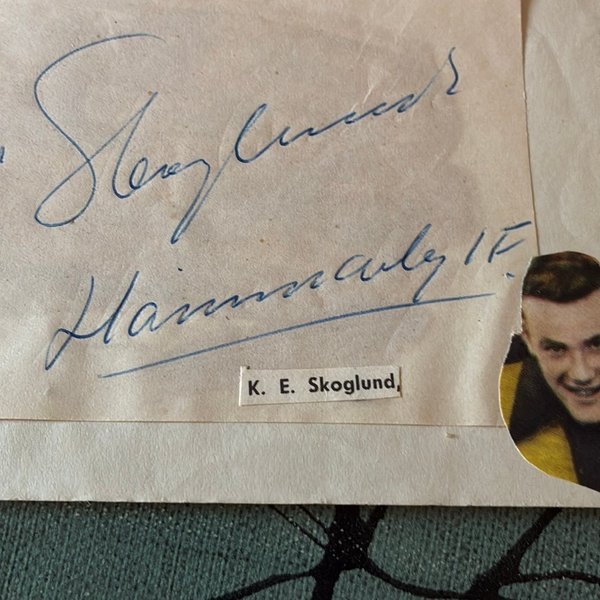 Skoglund
Hammarby IF.
K. E. Skoglund,